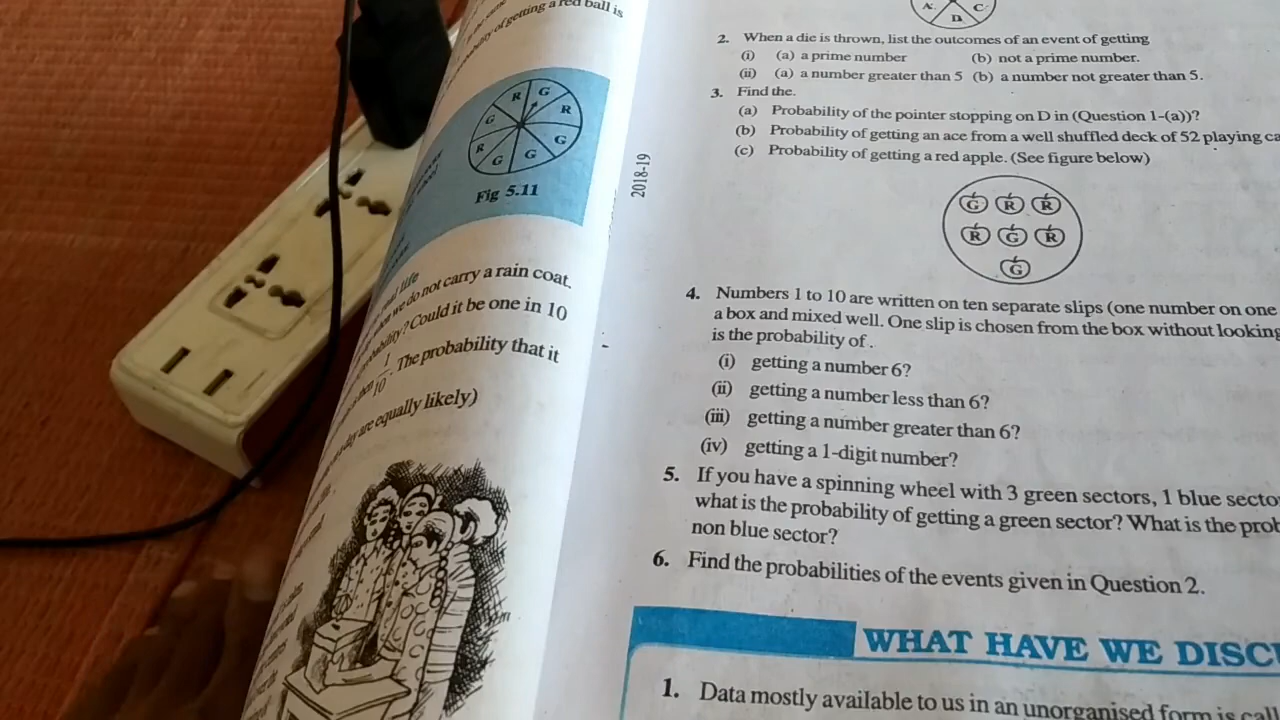 of getting a red ball is
R G
G R
R G
G G
Fig 5.11
we do not carry a rain coat.
? Could it be one in 10
1
10
. The probability that it
are equally likely)
2018-19
A C
D
2. When a die is thrown, list the outcomes of an event of getting
(i) (a) a prime number (b) not a prime number.
(ii) (a) a number greater than 5 (b) a number not greater than 5.
3. Find the.
(a) Probability of the pointer stopping on D in (Question 1-(a))?
(b) Probability of getting an ace from a well shuffled deck of 52 playing
(c) Probability of getting a red apple. (See figure below)
G R R
R G R
G
4. Numbers 1 to 10 are written on ten separate slips (one number on one
a box and mixed well. One slip is chosen from the box without looking
is the probability of .
(i) getting a number 6?
(ii) getting a number less than 6?
(iii) getting a number greater than 6?
(iv) getting a 1-digit number?
5. If you have a spinning wheel with 3 green sectors, 1 blue
what is the probability of getting a green sector? What is the
non blue sector?
6. Find the probabilities of the events given in Question 2.
WHAT HAVE WE
1. Data mostly available to us in an unorganised form is